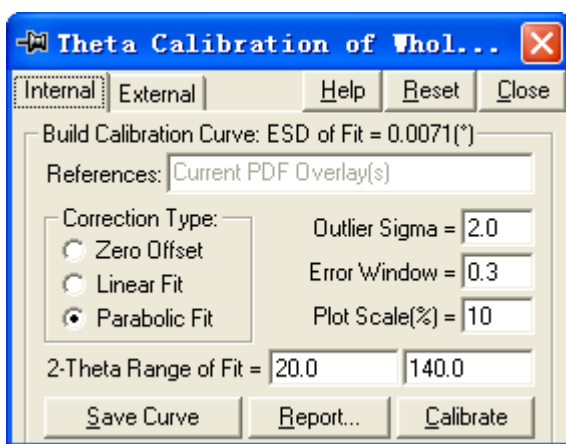 Theta Calibration of Whol...
Internal External Help Reset Close
Build Calibration Curve: ESD of Fit = 0.0071(°)
References: Current PDF Overlay(s)
Correction Type:
Zero Offset
Linear Fit
Parabolic Fit
Outlier Sigma = 2.0
Error Window = 0.3
Plot Scale(%) = 10
2-Theta Range of Fit = 20.0 140.0
Save Curve Report... Calibrate